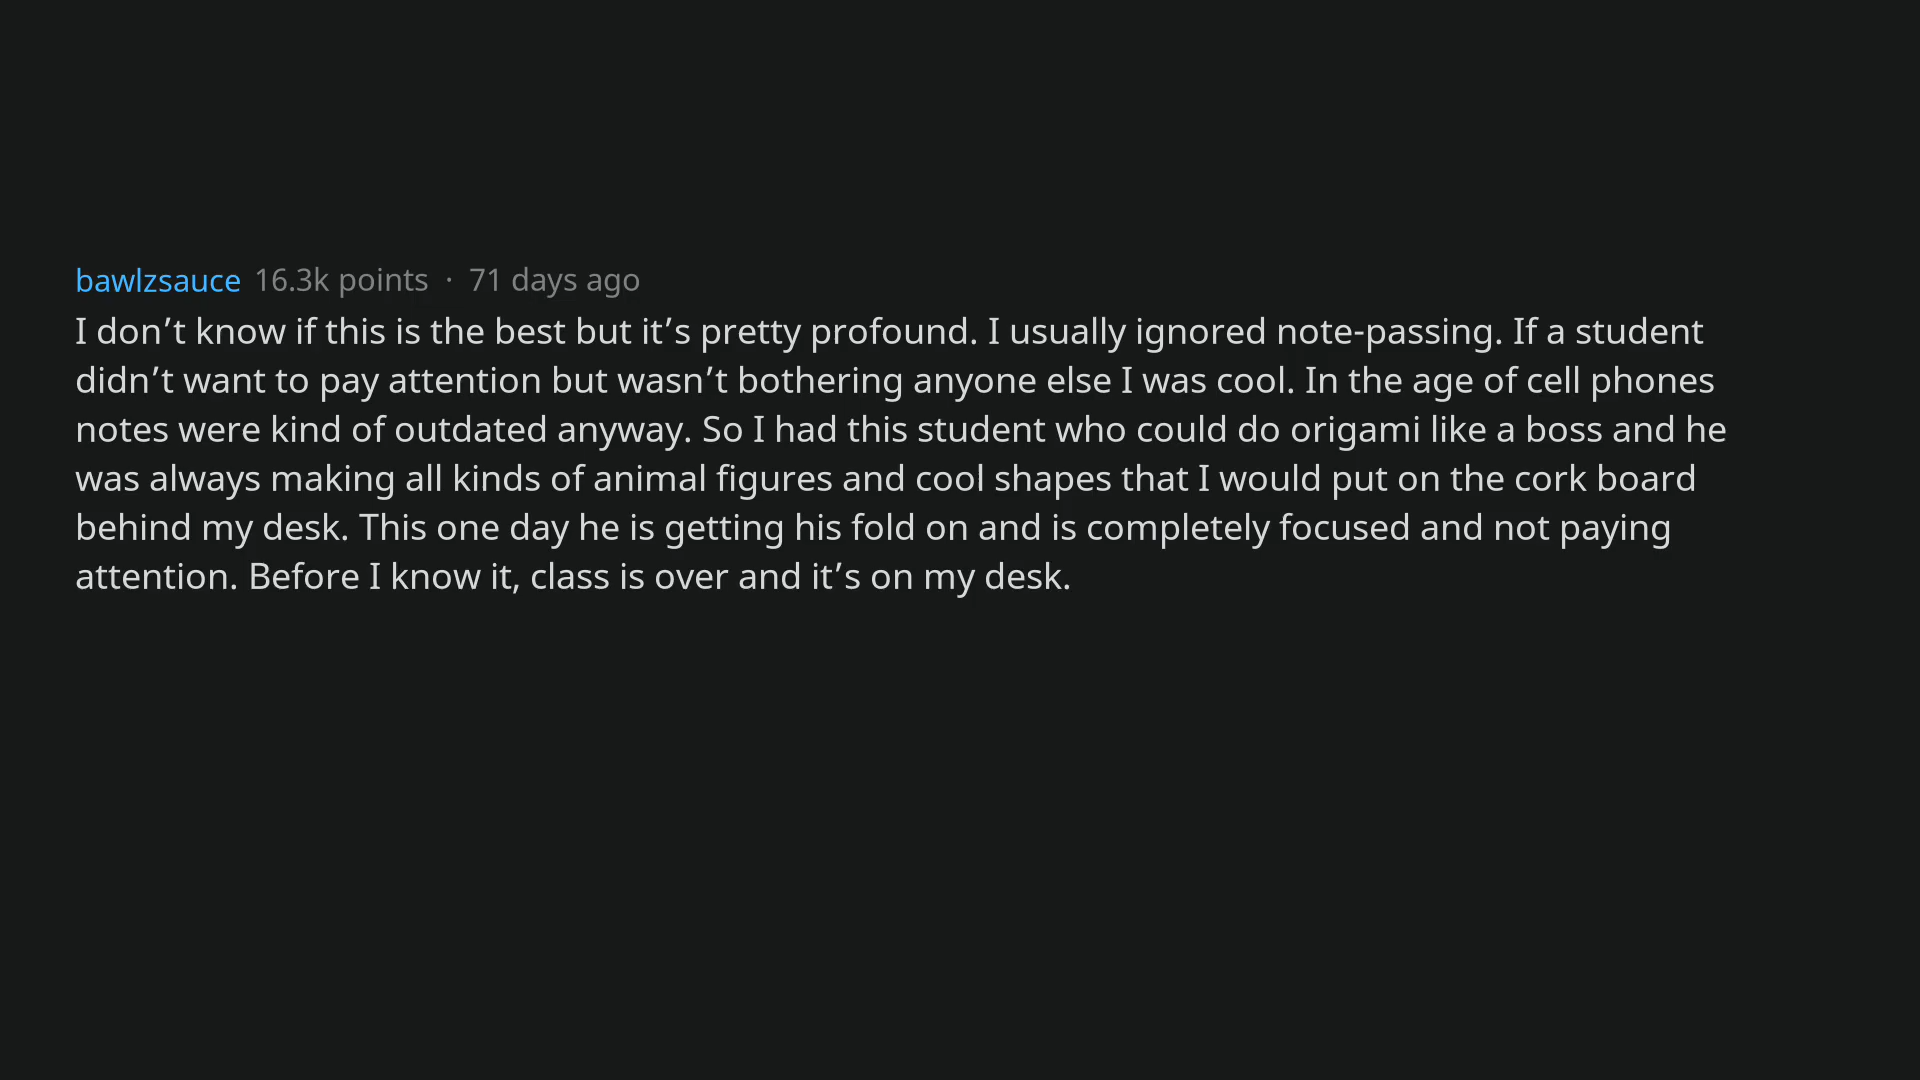 bawlzsauce 16.3k points · 71 days ago
I don’t know if this is the best but it’s pretty profound. I usually ignored note-passing. If a student
didn’t want to pay attention but wasn’t bothering anyone else I was cool. In the age of cell phones
notes were kind of outdated anyway. So I had this student who could do origami like a boss and he
was always making all kinds of animal figures and cool shapes that I would put on the cork board
behind my desk. This one day he is getting his fold on and is completely focused and not paying
attention. Before I know it, class is over and it’s on my desk.